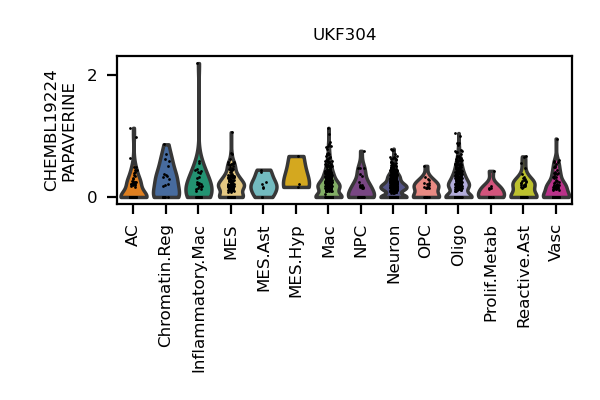 UKF304
CHEMBL19224
PAPAVERINE
2
0
AC
Chromatin.Reg
Inflammatory.Mac
MES
MES.Ast
MES.Hyp
Mac
NPC
Neuron
OPC
Oligo
Prolif.Metab
Reactive.Ast
Vasc